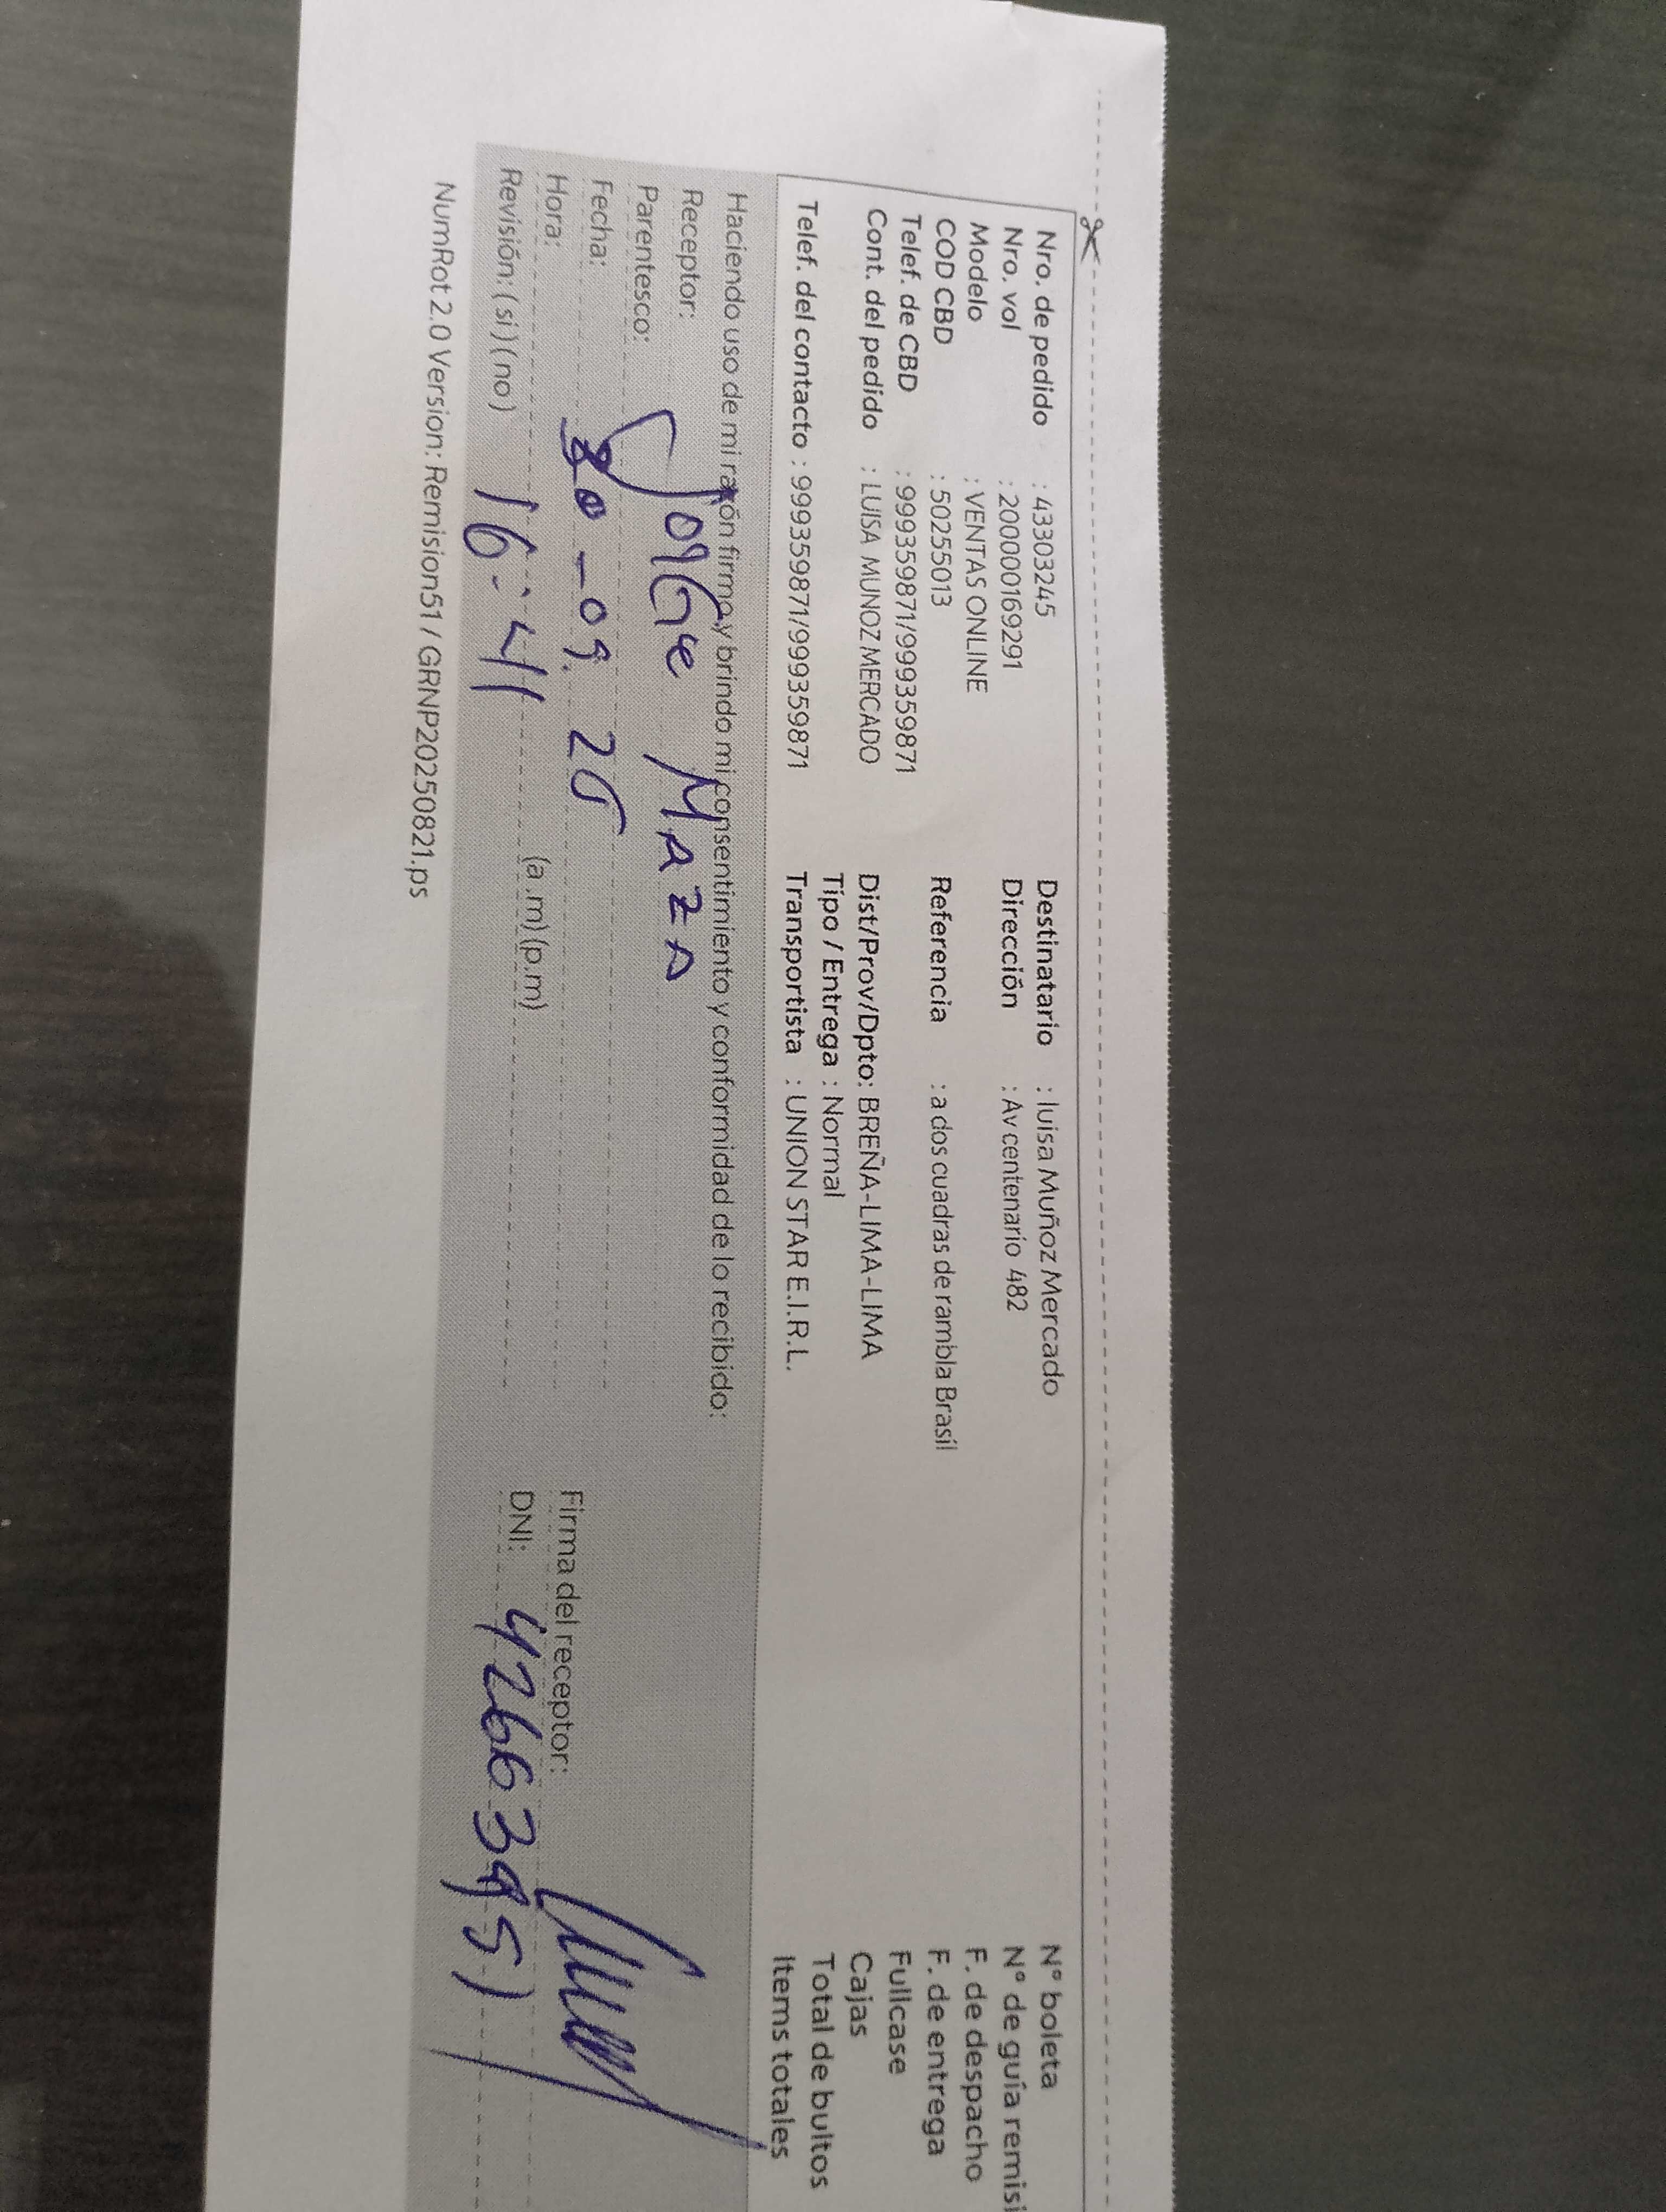 Nro. de pedido : 43303245
Nro. vol : 2000000169291
Modelo : VENTAS ONLINE
COD CBD : 50255013
Telef. de CBD : 999359871/999359871
Cont. del pedido : LUISA MUNOZ MERCADO
Telef. del contacto : 999359871/999359871
Destinatario : luisa Muñoz Mercado
Dirección : Av centenario 482
Referencia : a dos cuadras de rambla Brasil
Dist/Prov/Dpto: BREÑA-LIMA-LIMA
Tipo / Entrega : Normal
Transportista : UNION STAR E.I.R.L.
N° boleta
N° de guía remisi
F. de despacho
F. de entrega
Fullcase
Cajas
Total de bultos
Items totales
Haciendo uso de mi razón firmo y brindo mi consentimiento y conformidad de lo recibido:
Receptor: Jorge Maza
Parentesco:
Fecha: -09.
Hora: 16:41 (a.m)(p.m)
Revisión: (si) (no)
Firma del receptor:
DNI:
NumRot 2.0 Version: Remision51 / GRNP20250821.ps